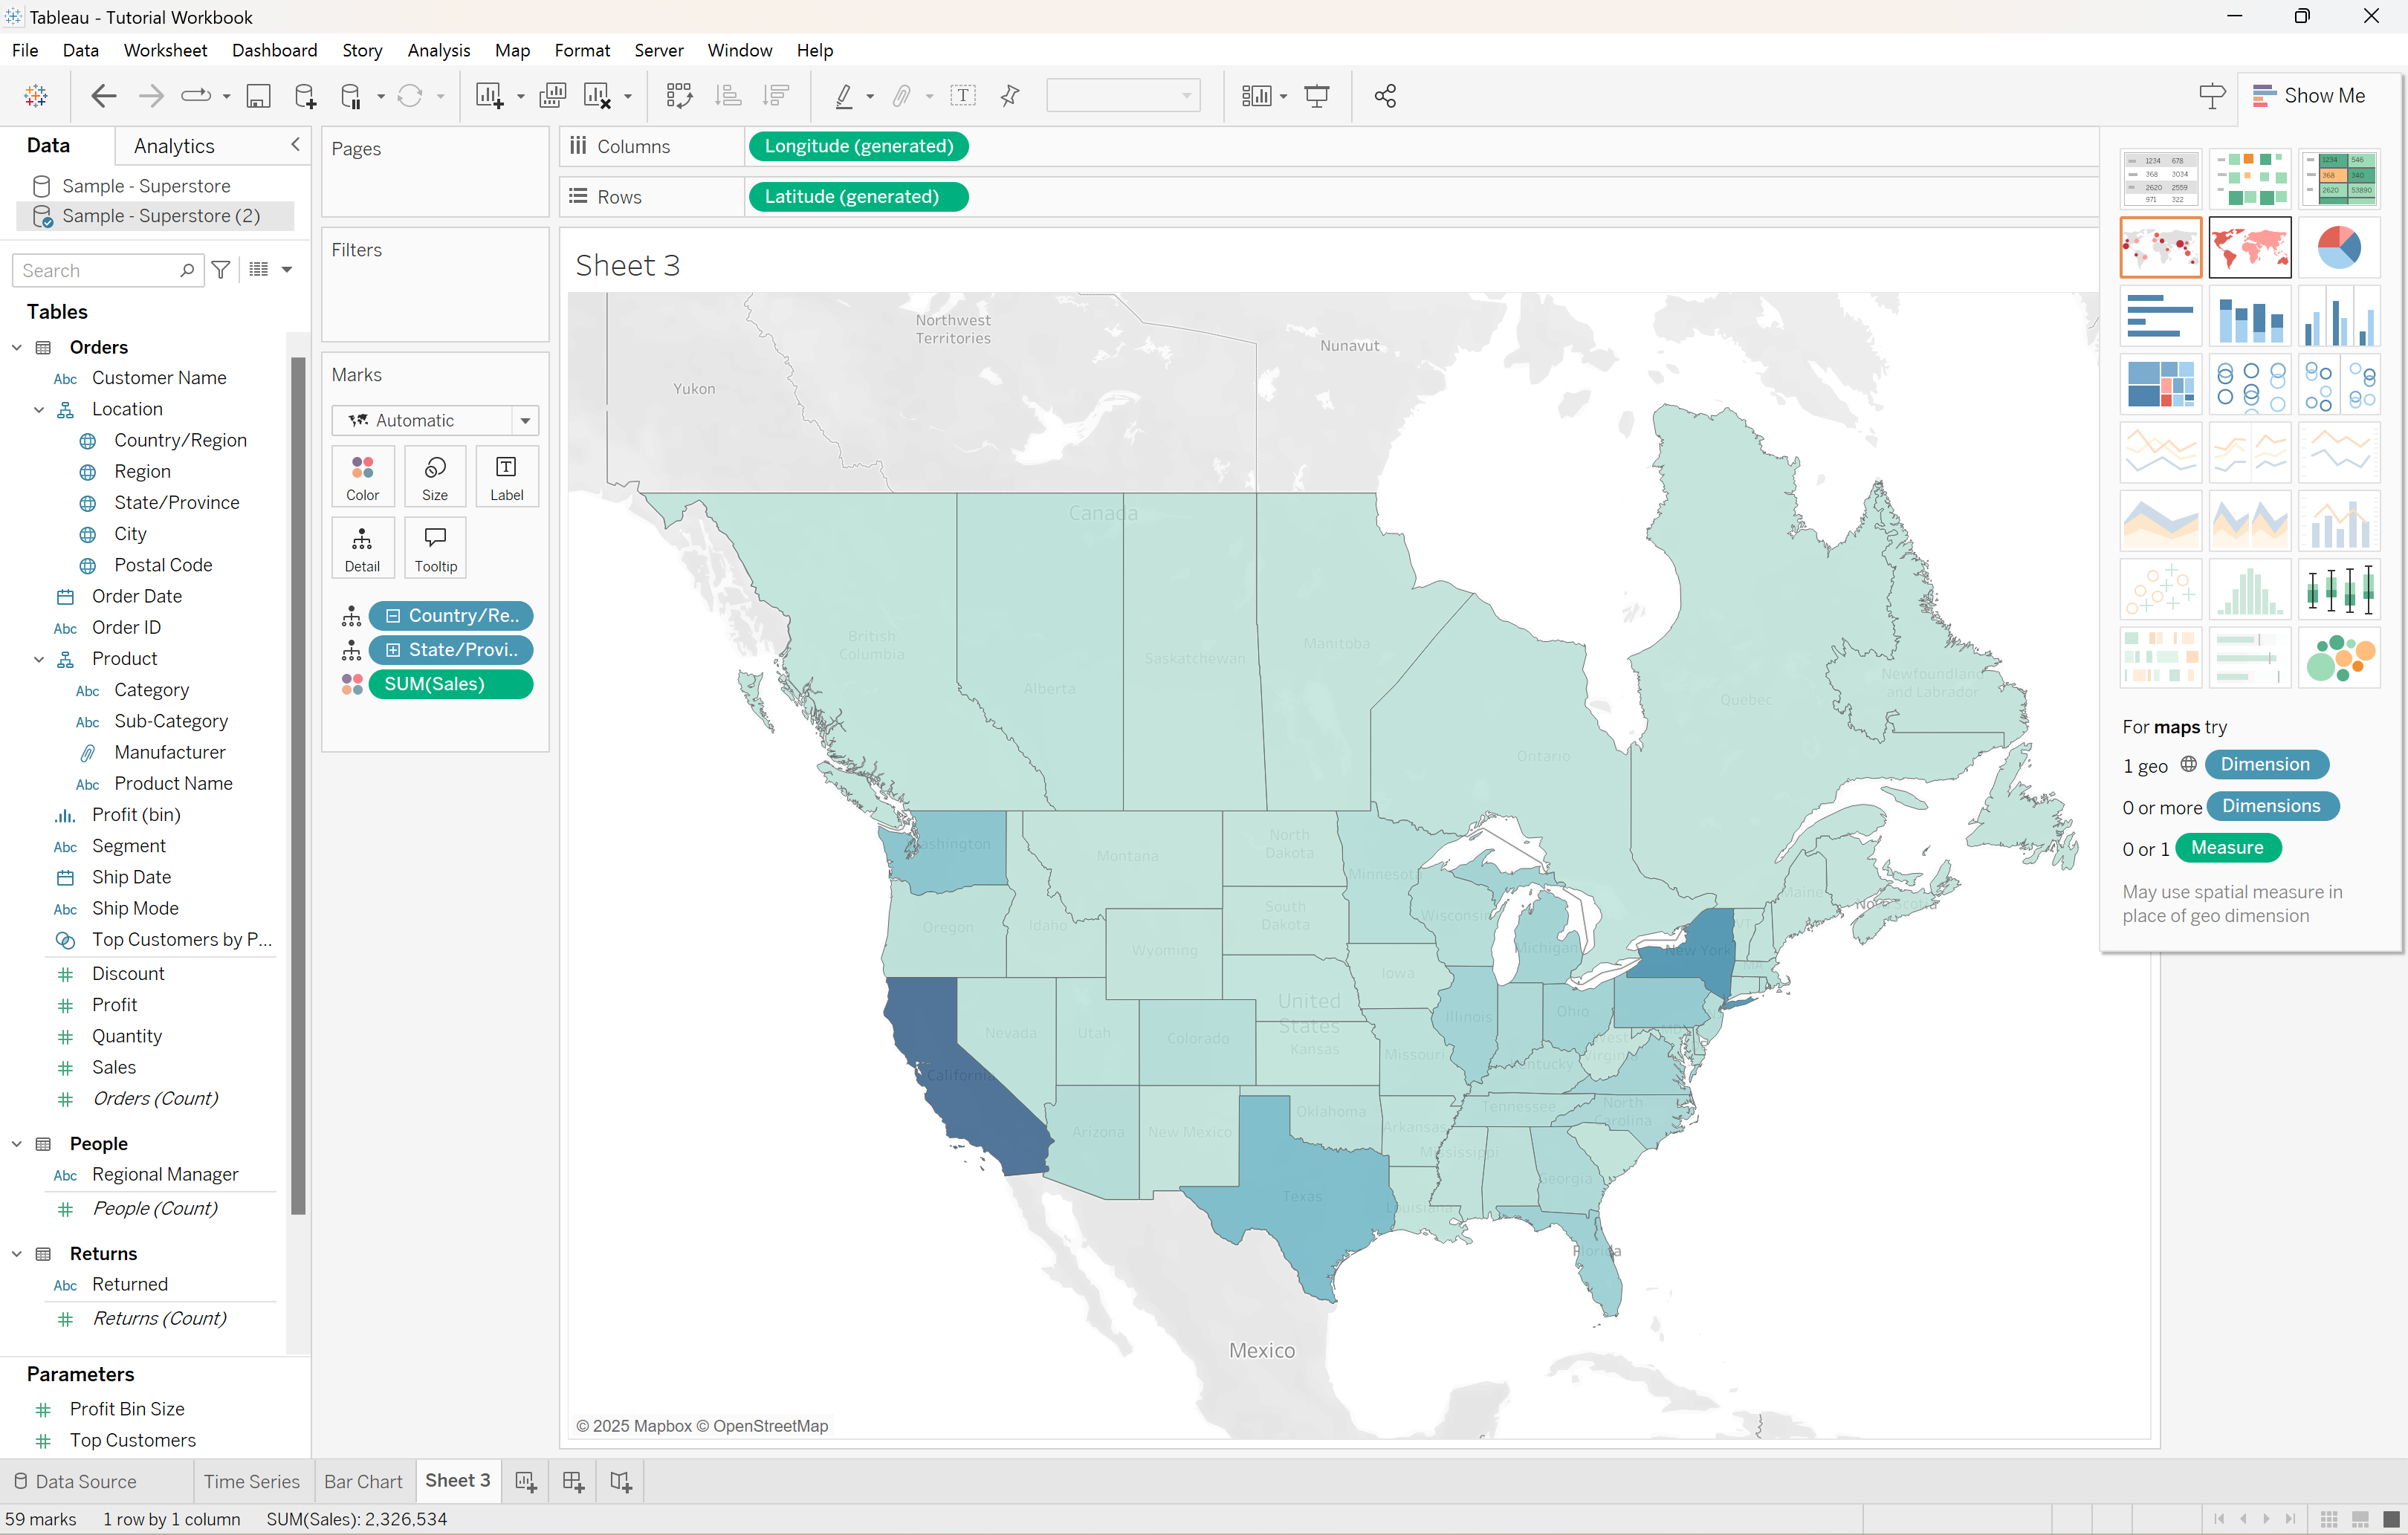 Tableau - Tutorial Workbook
File Data Worksheet Dashboard Story Analysis Map Format Server Window Help
Show Me
Data Analytics
Sample - Superstore
Sample - Superstore (2)
Search
Tables
Orders
Abc Customer Name
Location
Country/Region
Region
State/Province
City
Postal Code
Order Date
Abc Order ID
Product
Abc Category
Abc Sub-Category
Manufacturer
Abc Product Name
Profit (bin)
Abc Segment
Ship Date
Abc Ship Mode
Top Customers by P...
Discount
Profit
Quantity
Sales
Orders (Count)
People
Abc Regional Manager
People (Count)
Returns
Abc Returned
Returns (Count)
Parameters
Profit Bin Size
Top Customers
Pages
Filters
Marks
Automatic
Color Size Label
Detail Tooltip
Country/Re..
State/Provi..
SUM(Sales)
Columns Longitude (generated)
Rows Latitude (generated)
Sheet 3
Northwest
Territories
Nunavut
Yukon
Canada
British
Columbia
Alberta
Saskatchewan
Manitoba
Ontario
Quebec
Newfoundland
and Labrador
Nova Scotia
Maine
VT
MA
Washington
Oregon
Idaho
Montana
Wyoming
North
Dakota
South
Dakota
Minnesota
Wisconsin
Michigan
New York
Iowa
Illinois
Ohio
United
States
Nevada
Utah
Colorado
Kansas
Missouri
Kentucky
West
Virginia
California
Arizona
New Mexico
Oklahoma
Arkansas
Tennessee
North
Carolina
Mississippi
Georgia
Texas
Louisiana
Florida
Mexico
© 2025 Mapbox © OpenStreetMap
1234 678
368 3034
2620 2559
971 322
1234 546
368 340
2620 53890
For maps try
1 geo Dimension
0 or more Dimensions
0 or 1 Measure
May use spatial measure in
place of geo dimension
Data Source Time Series Bar Chart Sheet 3
59 marks 1 row by 1 column SUM(Sales): 2,326,534